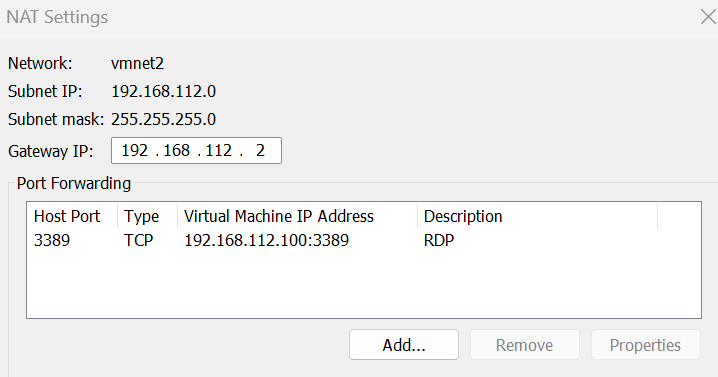 NAT Settings
Network: vmnet2
Subnet IP: 192.168.112.0
Subnet mask: 255.255.255.0
Gateway IP: 192 . 168 . 112 . 2
Port Forwarding
Host Port Type Virtual Machine IP Address Description
3389 TCP 192.168.112.100:3389 RDP
Add... Remove Properties